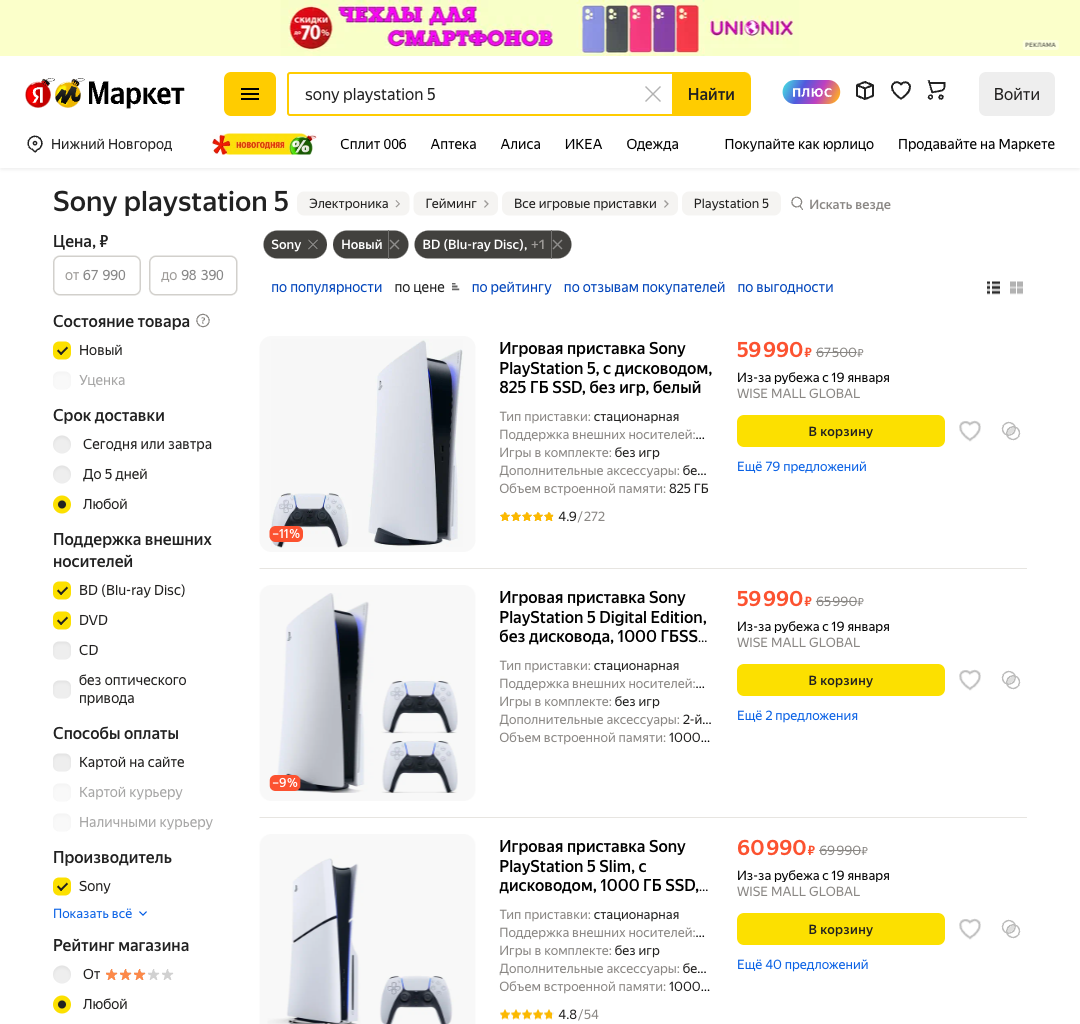 СКИДКИ
до 70%
ЧЕХЛЫ ДЛЯ
СМАРТФОНОВ
UNIONIX
РЕКЛАМА
Я М Маркет
sony playstation 5
Найти
плюс
Войти
Нижний Новгород
НОВОГОДНЯЯ %
Сплит 006
Аптека
Алиса
ИКЕА
Одежда
Покупайте как юрлицо
Продавайте на Маркете
Sony playstation 5
Электроника
Гейминг
Все игровые приставки
Playstation 5
Искать везде
Цена, ₽
от 67 990
до 98 390
Sony
Новый
BD (Blu-ray Disc), +1
по популярности
по цене
по рейтингу
по отзывам покупателей
по выгодности
Состояние товара ?
Новый
Уценка
Срок доставки
Сегодня или завтра
До 5 дней
Любой
Поддержка внешних
носителей
BD (Blu-ray Disc)
DVD
CD
без оптического
привода
Способы оплаты
Картой на сайте
Картой курьеру
Наличными курьеру
Производитель
Sony
Показать всё
Рейтинг магазина
От
Любой
-11%
Игровая приставка Sony
PlayStation 5, с дисководом,
825 ГБ SSD, без игр, белый
Тип приставки: стационарная
Поддержка внешних носителей:...
Игры в комплекте: без игр
Дополнительные аксессуары: бе...
Объем встроенной памяти: 825 ГБ
4.9/272
59 990₽ 67 500₽
Из-за рубежа с 19 января
WISE MALL GLOBAL
В корзину
Ещё 79 предложений
-9%
Игровая приставка Sony
PlayStation 5 Digital Edition,
без дисковода, 1000 ГБSS...
Тип приставки: стационарная
Поддержка внешних носителей:...
Игры в комплекте: без игр
Дополнительные аксессуары: 2-й...
Объем встроенной памяти: 1000...
59 990₽ 65 990₽
Из-за рубежа с 19 января
WISE MALL GLOBAL
В корзину
Ещё 2 предложения
Игровая приставка Sony
PlayStation 5 Slim, с
дисководом, 1000 ГБ SSD,...
Тип приставки: стационарная
Поддержка внешних носителей:...
Игры в комплекте: без игр
Дополнительные аксессуары: бе...
Объем встроенной памяти: 1000...
4.8/54
60 990₽ 69 990₽
Из-за рубежа с 19 января
WISE MALL GLOBAL
В корзину
Ещё 40 предложений